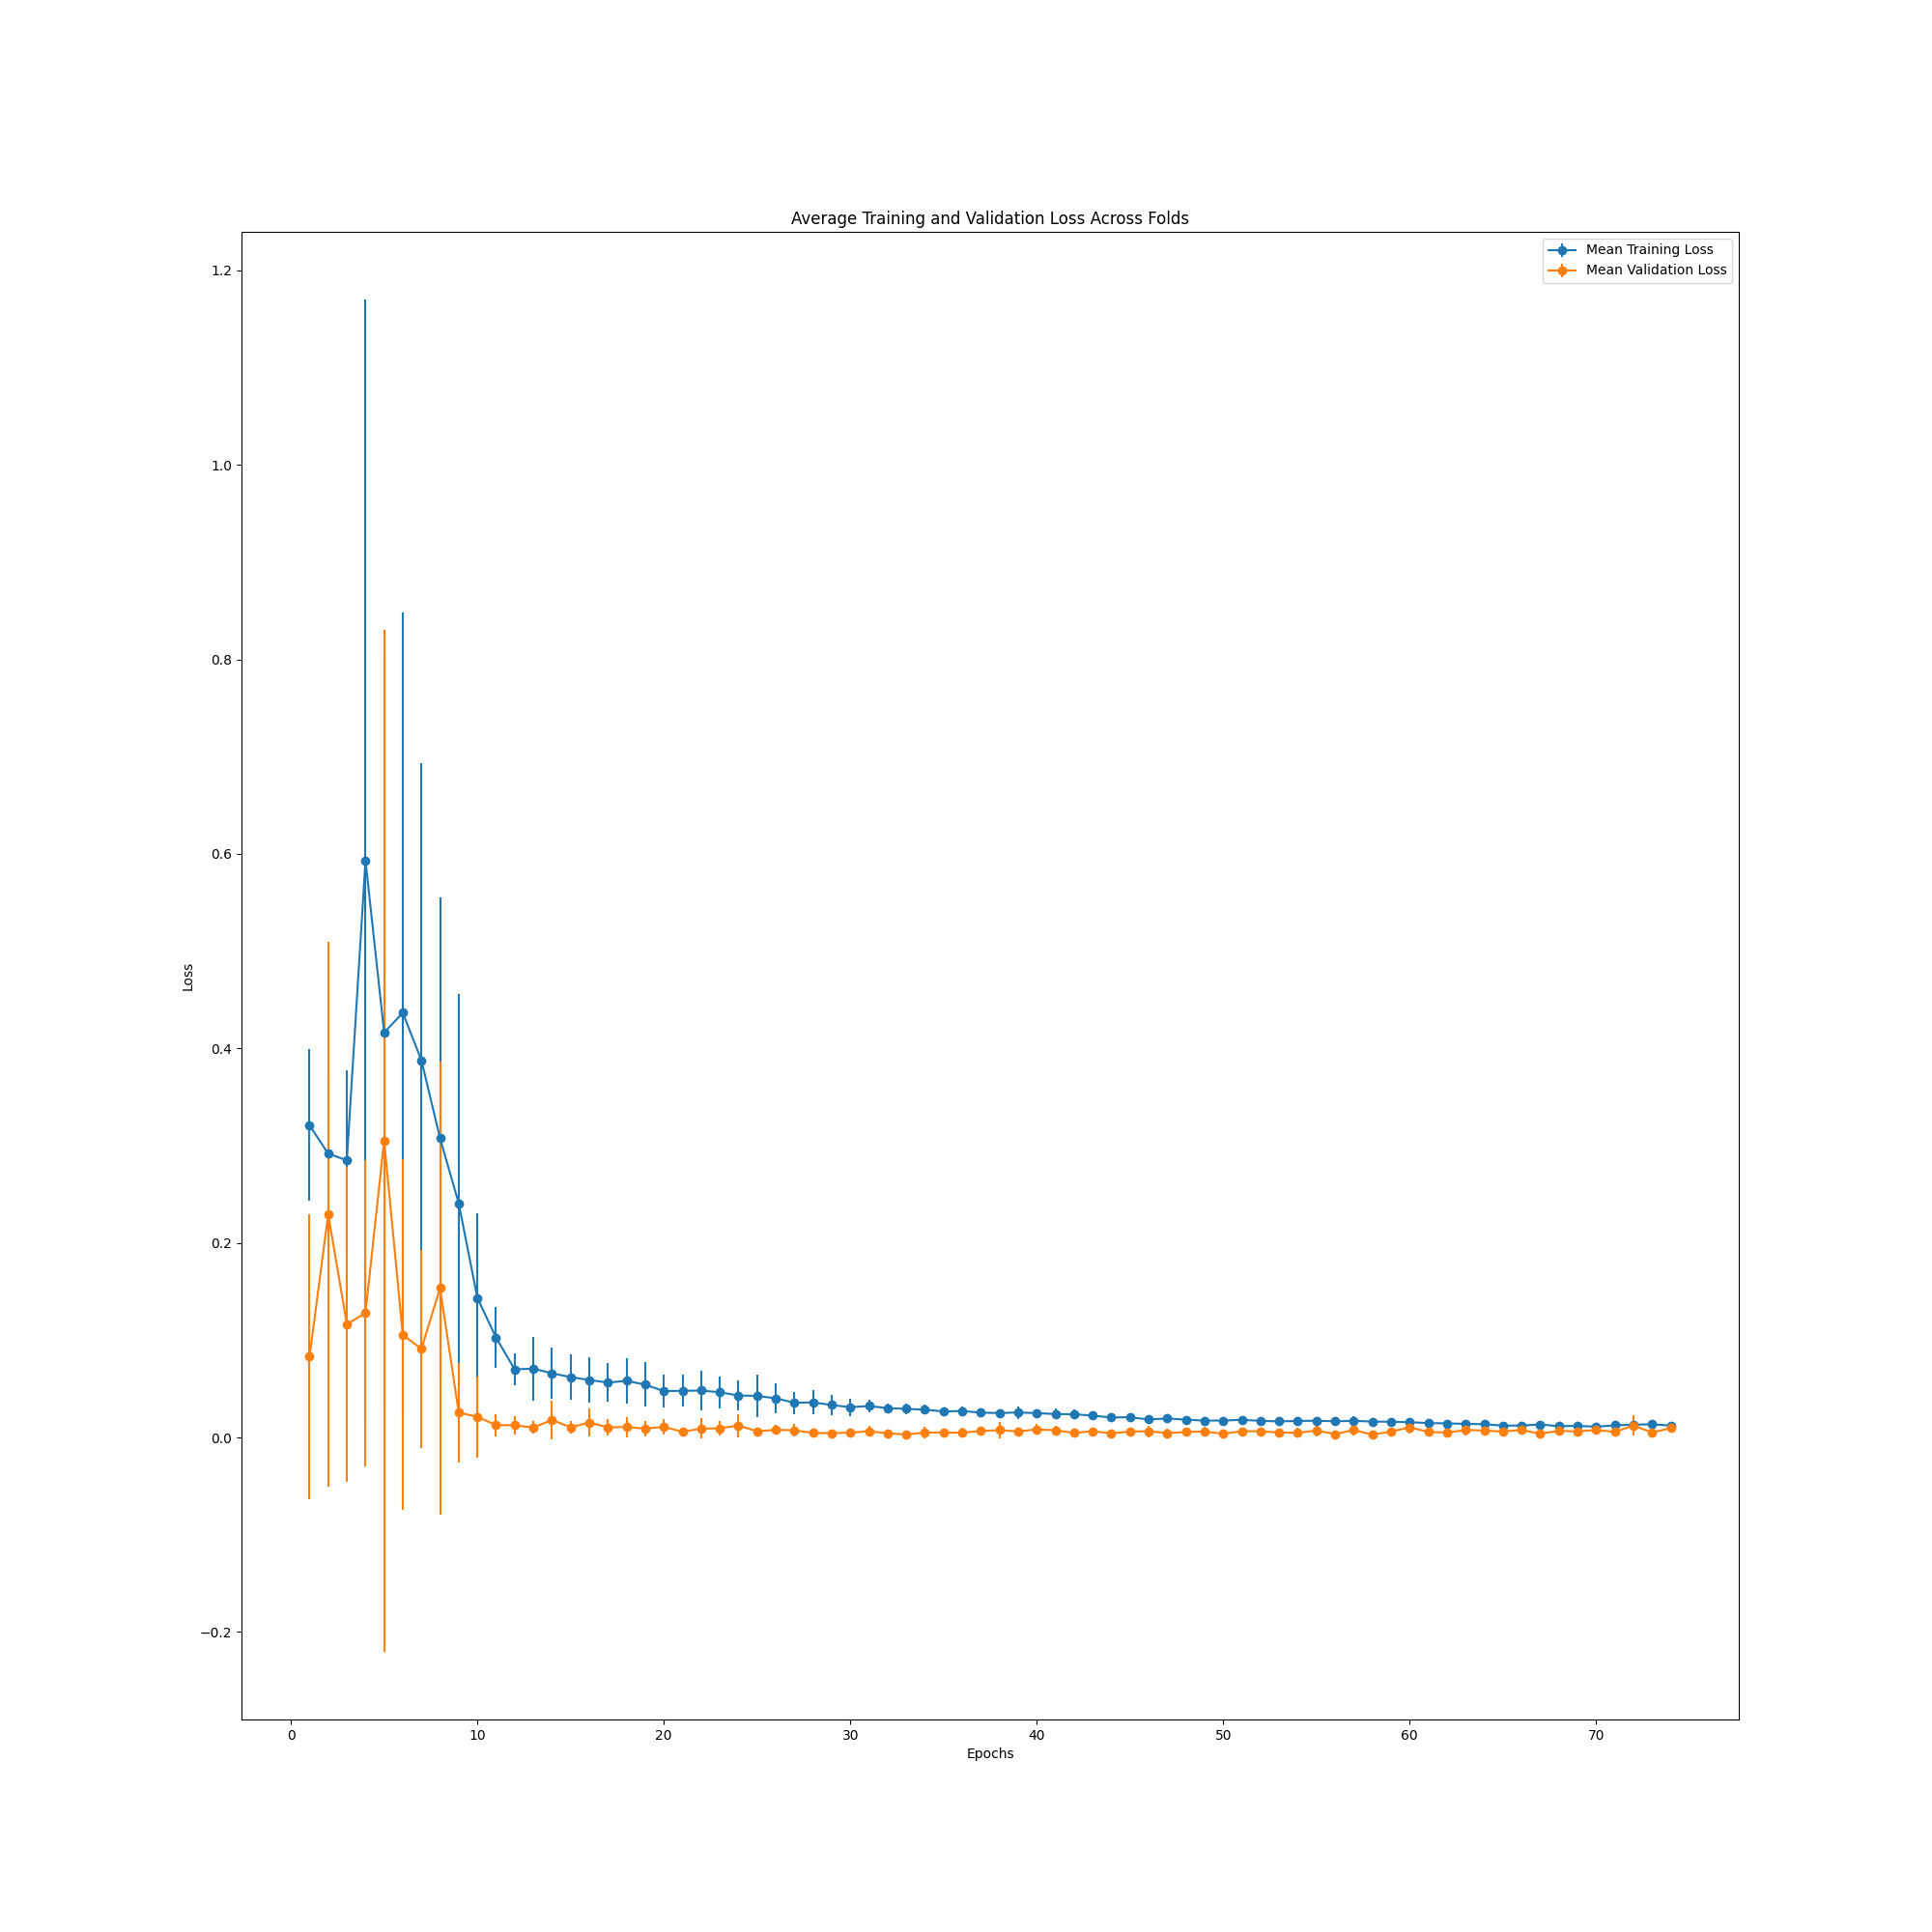 Average Training and Validation Loss Across Folds
Mean Training Loss
Mean Validation Loss
1.2
1.0
0.8
0.6
0.4
0.2
0.0
−0.2
Loss
0 10 20 30 40 50 60 70
Epochs